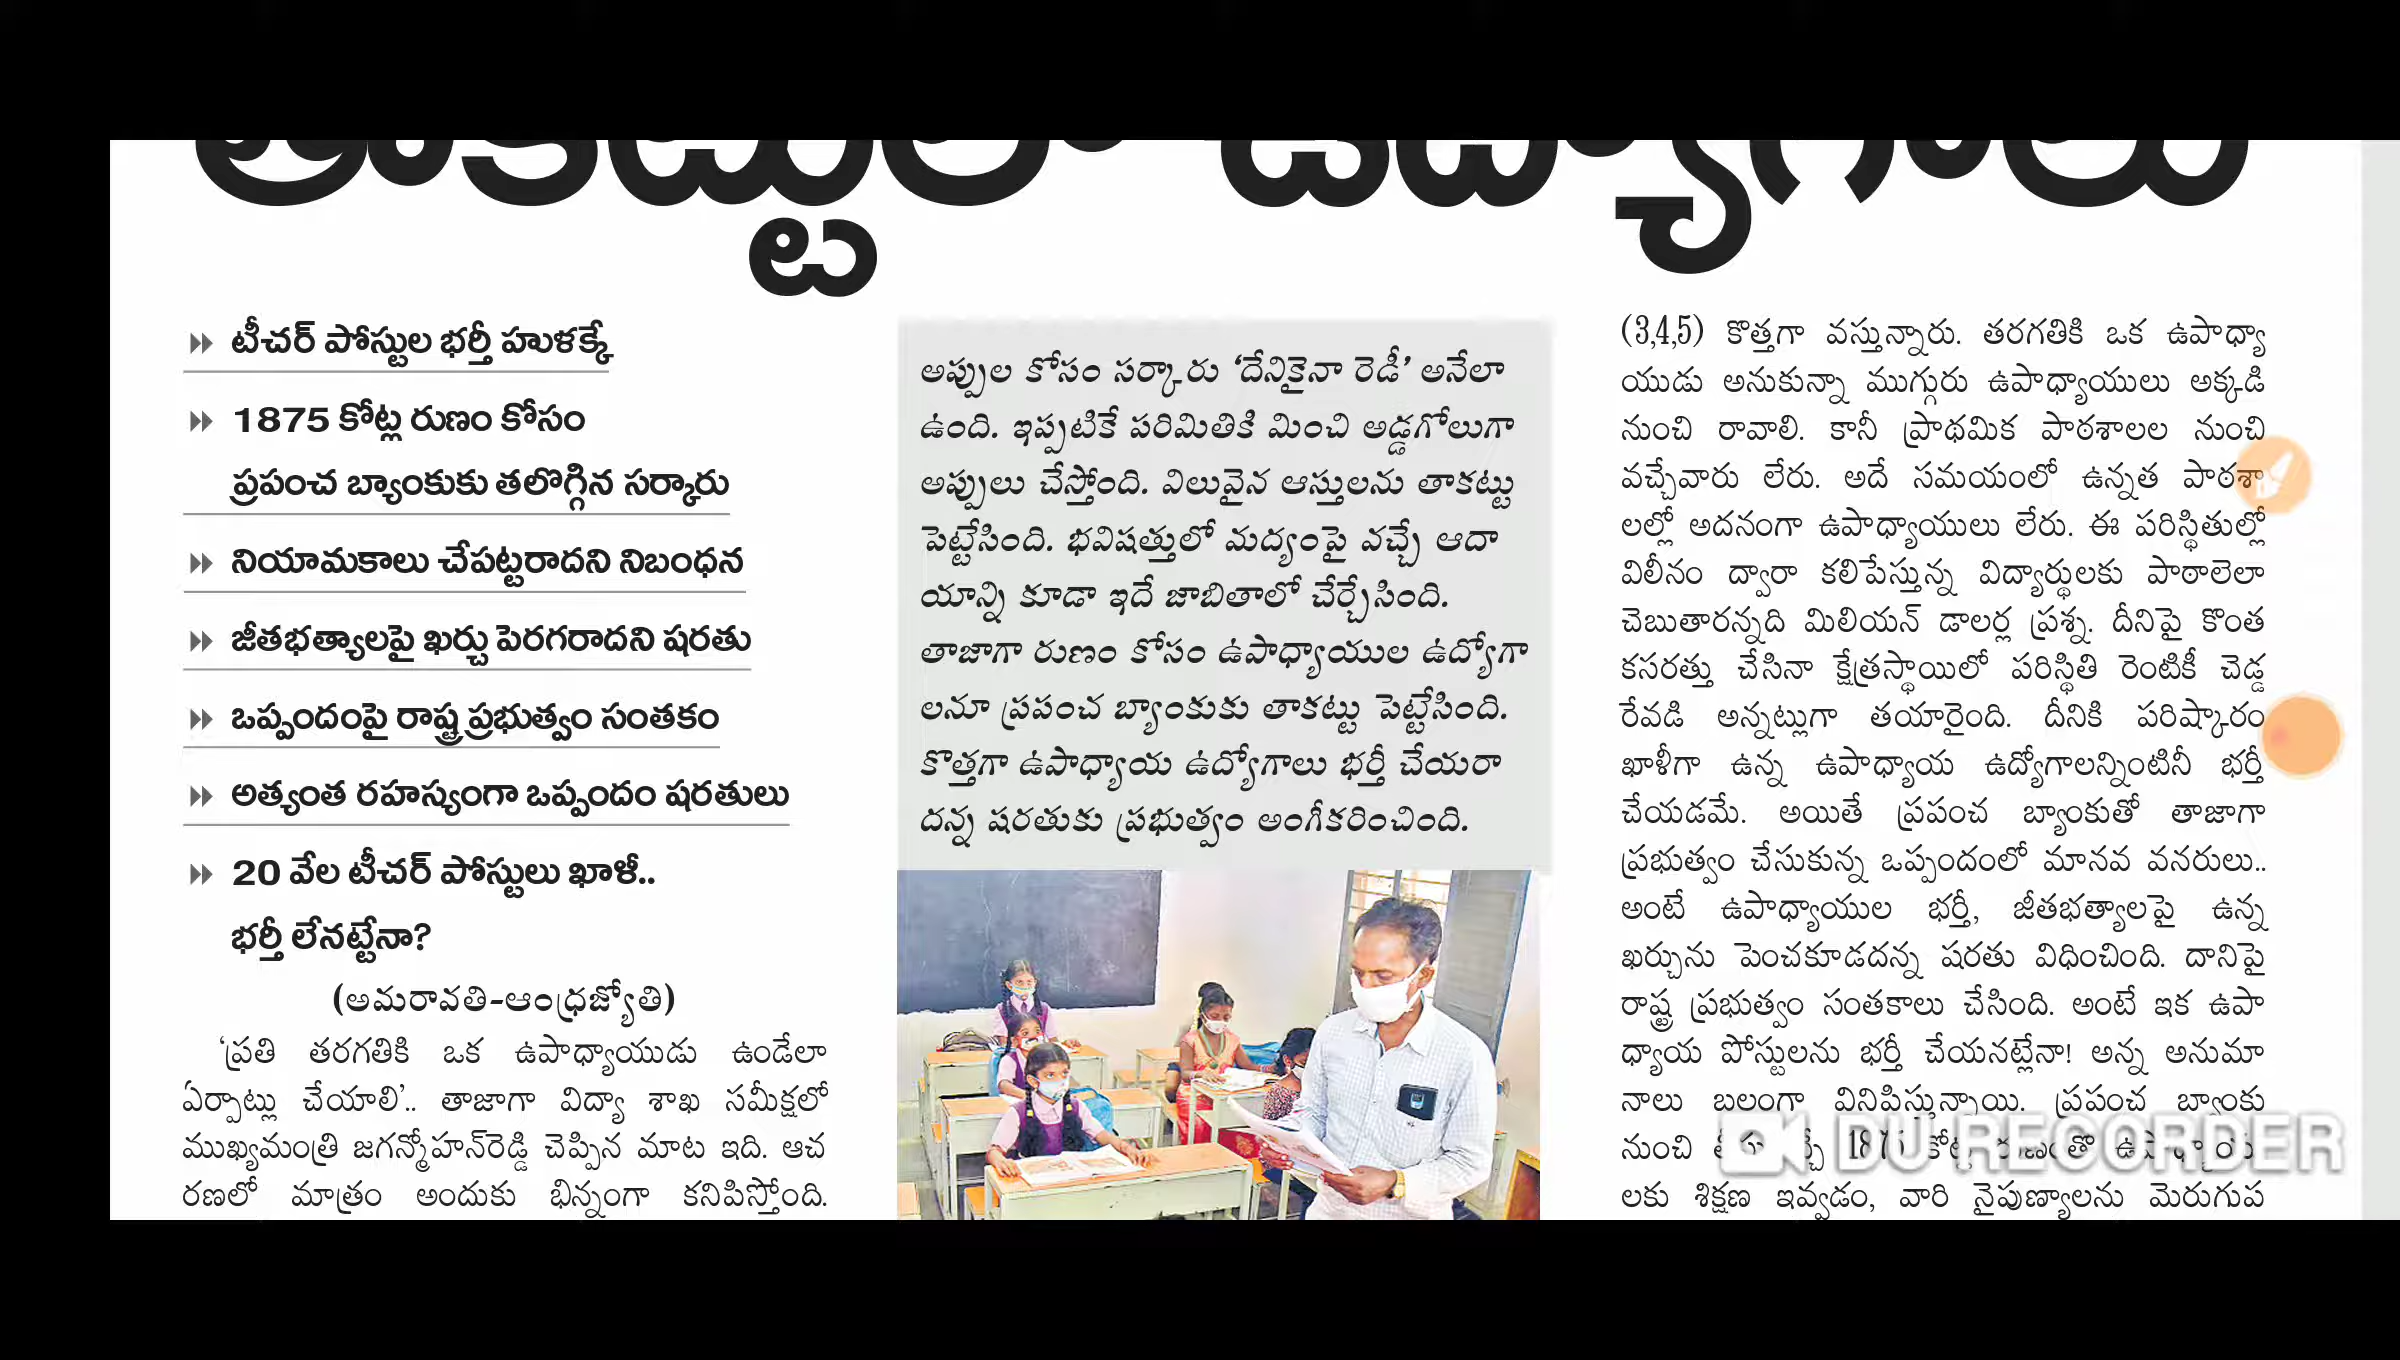 తాకట్టులో ఉద్యోగాలు
టీచర్ పోస్టుల భర్తీ హుళక్కే
1875 కోట్ల రుణం కోసం
ప్రపంచ బ్యాంకుకు తలొగ్గిన సర్కారు
నియామకాలు చేపట్టరాదని నిబంధన
జీతభత్యాలపై ఖర్చు పెరగరాదని షరతు
ఒప్పందంపై రాష్ట్ర ప్రభుత్వం సంతకం
అత్యంత రహస్యంగా ఒప్పందం షరతులు
20 వేల టీచర్ పోస్టులు ఖాళీ..
భర్తీ లేనట్టేనా?
(అమరావతి-ఆంధ్రజ్యోతి)
'ప్రతి తరగతికి ఒక ఉపాధ్యాయుడు ఉండేలా
ఏర్పాట్లు చేయాలి'.. తాజాగా విద్యా శాఖ సమీక్షలో
ముఖ్యమంత్రి జగన్మోహన్‌రెడ్డి చెప్పిన మాట ఇది. ఆచ
రణలో మాత్రం అందుకు భిన్నంగా కనిపిస్తోంది.
అప్పుల కోసం సర్కారు 'దేనికైనా రెడీ' అనేలా
ఉంది. ఇప్పటికే పరిమితికి మించి అడ్డగోలుగా
అప్పులు చేస్తోంది. విలువైన ఆస్తులను తాకట్టు
పెట్టేసింది. భవిషత్తులో మద్యంపై వచ్చే ఆదా
యాన్ని కూడా ఇదే జాబితాలో చేర్చేసింది.
తాజాగా రుణం కోసం ఉపాధ్యాయుల ఉద్యోగా
లనూ ప్రపంచ బ్యాంకుకు తాకట్టు పెట్టేసింది.
కొత్తగా ఉపాధ్యాయ ఉద్యోగాలు భర్తీ చేయరా
దన్న షరతుకు ప్రభుత్వం అంగీకరించింది.
(3,4,5) కొత్తగా వస్తున్నారు. తరగతికి ఒక ఉపాధ్యా
యుడు అనుకున్నా ముగ్గురు ఉపాధ్యాయులు అక్కడి
నుంచి రావాలి. కానీ ప్రాథమిక పాఠశాలల నుంచి
వచ్చేవారు లేరు. అదే సమయంలో ఉన్నత పాఠశా
లల్లో అదనంగా ఉపాధ్యాయులు లేరు. ఈ పరిస్థితుల్లో
విలీనం ద్వారా కలిపేస్తున్న విద్యార్థులకు పాఠాలెలా
చెబుతారన్నది మిలియన్ డాలర్ల ప్రశ్న. దీనిపై కొంత
కసరత్తు చేసినా క్షేత్రస్థాయిలో పరిస్థితి రెంటికీ చెడ్డ
రేవడి అన్నట్లుగా తయారైంది. దీనికి పరిష్కారం
ఖాళీగా ఉన్న ఉపాధ్యాయ ఉద్యోగాలన్నింటినీ భర్తీ
చేయడమే. అయితే ప్రపంచ బ్యాంకుతో తాజాగా
ప్రభుత్వం చేసుకున్న ఒప్పందంలో మానవ వనరులు..
అంటే ఉపాధ్యాయుల భర్తీ, జీతభత్యాలపై ఉన్న
ఖర్చును పెంచకూడదన్న షరతు విధించింది. దానిపై
రాష్ట్ర ప్రభుత్వం సంతకాలు చేసింది. అంటే ఇక ఉపా
ధ్యాయ పోస్టులను భర్తీ చేయనట్లేనా! అన్న అనుమా
నాలు బలంగా వినిపిస్తున్నాయి. ప్రపంచ బ్యాంకు
నుంచి 1875 కోట్ల రుణంతో
లకు శిక్షణ ఇవ్వడం, వారి నైపుణ్యాలను మెరుగుప
DU RECORDER